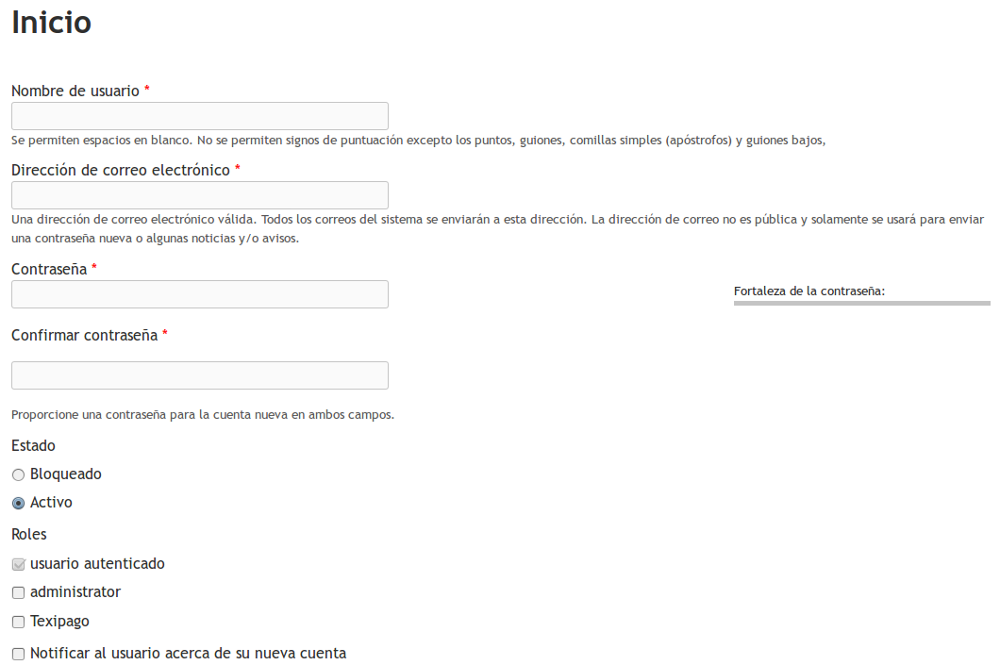 Inicio
Nombre de usuario *
Se permiten espacios en blanco. No se permiten signos de puntuación excepto los puntos, guiones, comillas simples (apóstrofos) y guiones bajos,
Dirección de correo electrónico *
Una dirección de correo electrónico válida. Todos los correos del sistema se enviarán a esta dirección. La dirección de correo no es pública y solamente se usará para enviar
una contraseña nueva o algunas noticias y/o avisos.
Contraseña *
Fortaleza de la contraseña:
Confirmar contraseña *
Proporcione una contraseña para la cuenta nueva en ambos campos.
Estado
Bloqueado
Activo
Roles
usuario autenticado
administrator
Texipago
Notificar al usuario acerca de su nueva cuenta